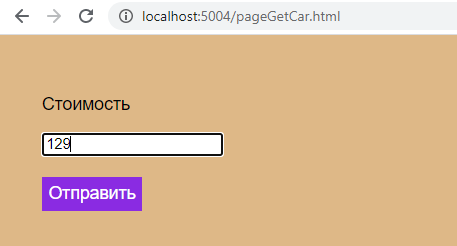 localhost:5004/pageGetCar.html
Стоимость
129
Отправить